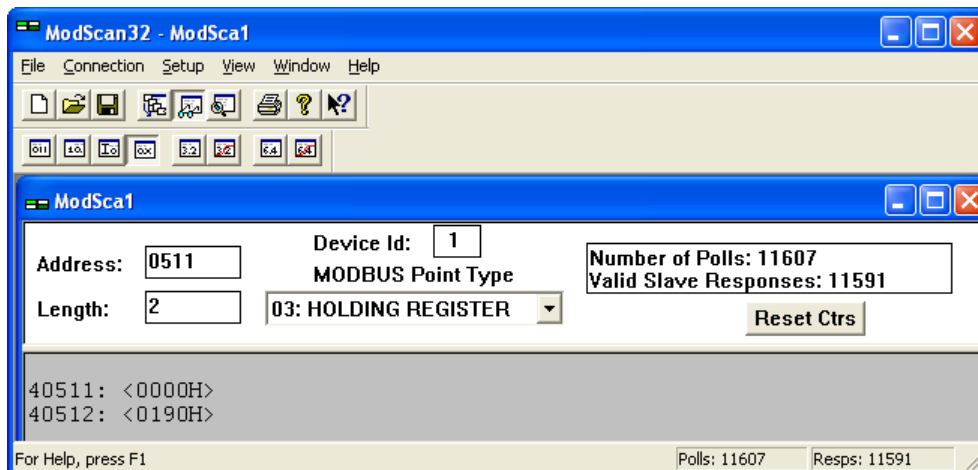 ModScan32 - ModSca1
File Connection Setup View Window Help
ModSca1
Address: 0511
Device Id: 1
MODBUS Point Type
Length: 2
03: HOLDING REGISTER
Number of Polls: 11607
Valid Slave Responses: 11591
Reset Ctrs
40511: <0000H>
40512: <0190H>
For Help, press F1
Polls: 11607
Resps: 11591